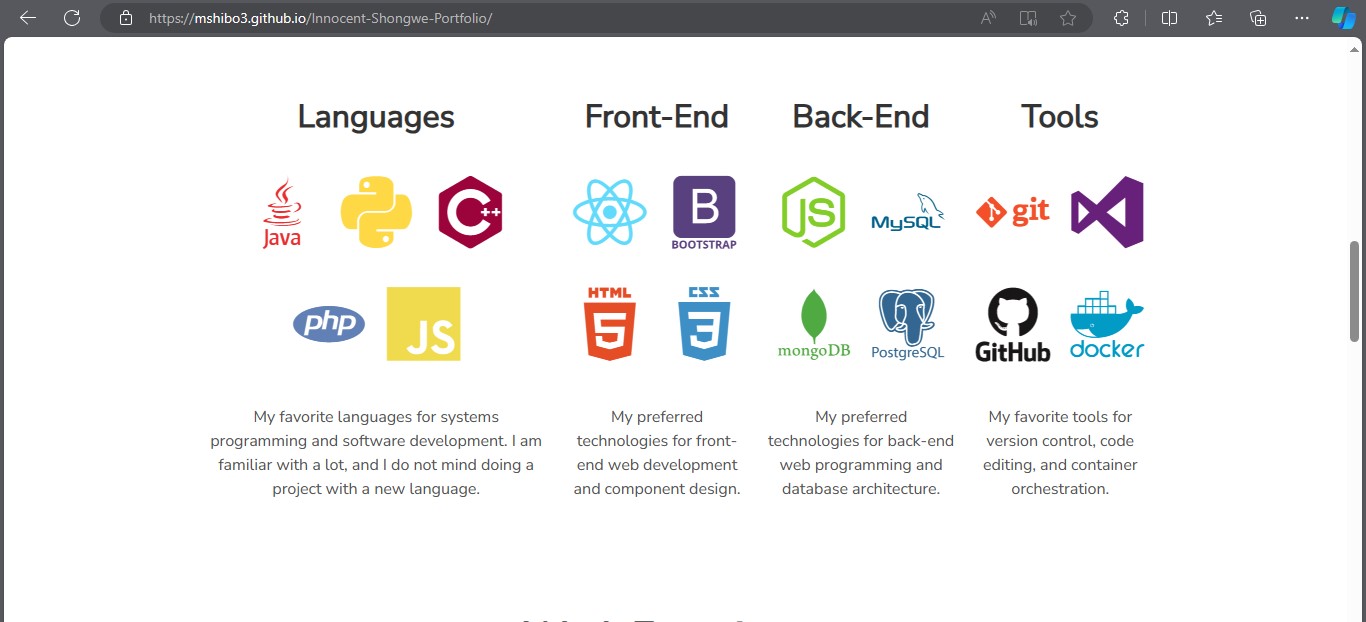 https://mshibo3.github.io/Innocent-Shongwe-Portfolio/
Languages
Java
C++
php
JS
My favorite languages for systems
programming and software development. I am
familiar with a lot, and I do not mind doing a
project with a new language.
Front-End
B
BOOTSTRAP
HTML
5
CSS
3
My preferred
technologies for front-
end web development
and component design.
Back-End
JS
MySQL
mongoDB
PostgreSQL
My preferred
technologies for back-end
web programming and
database architecture.
Tools
git
GitHub
docker
My favorite tools for
version control, code
editing, and container
orchestration.